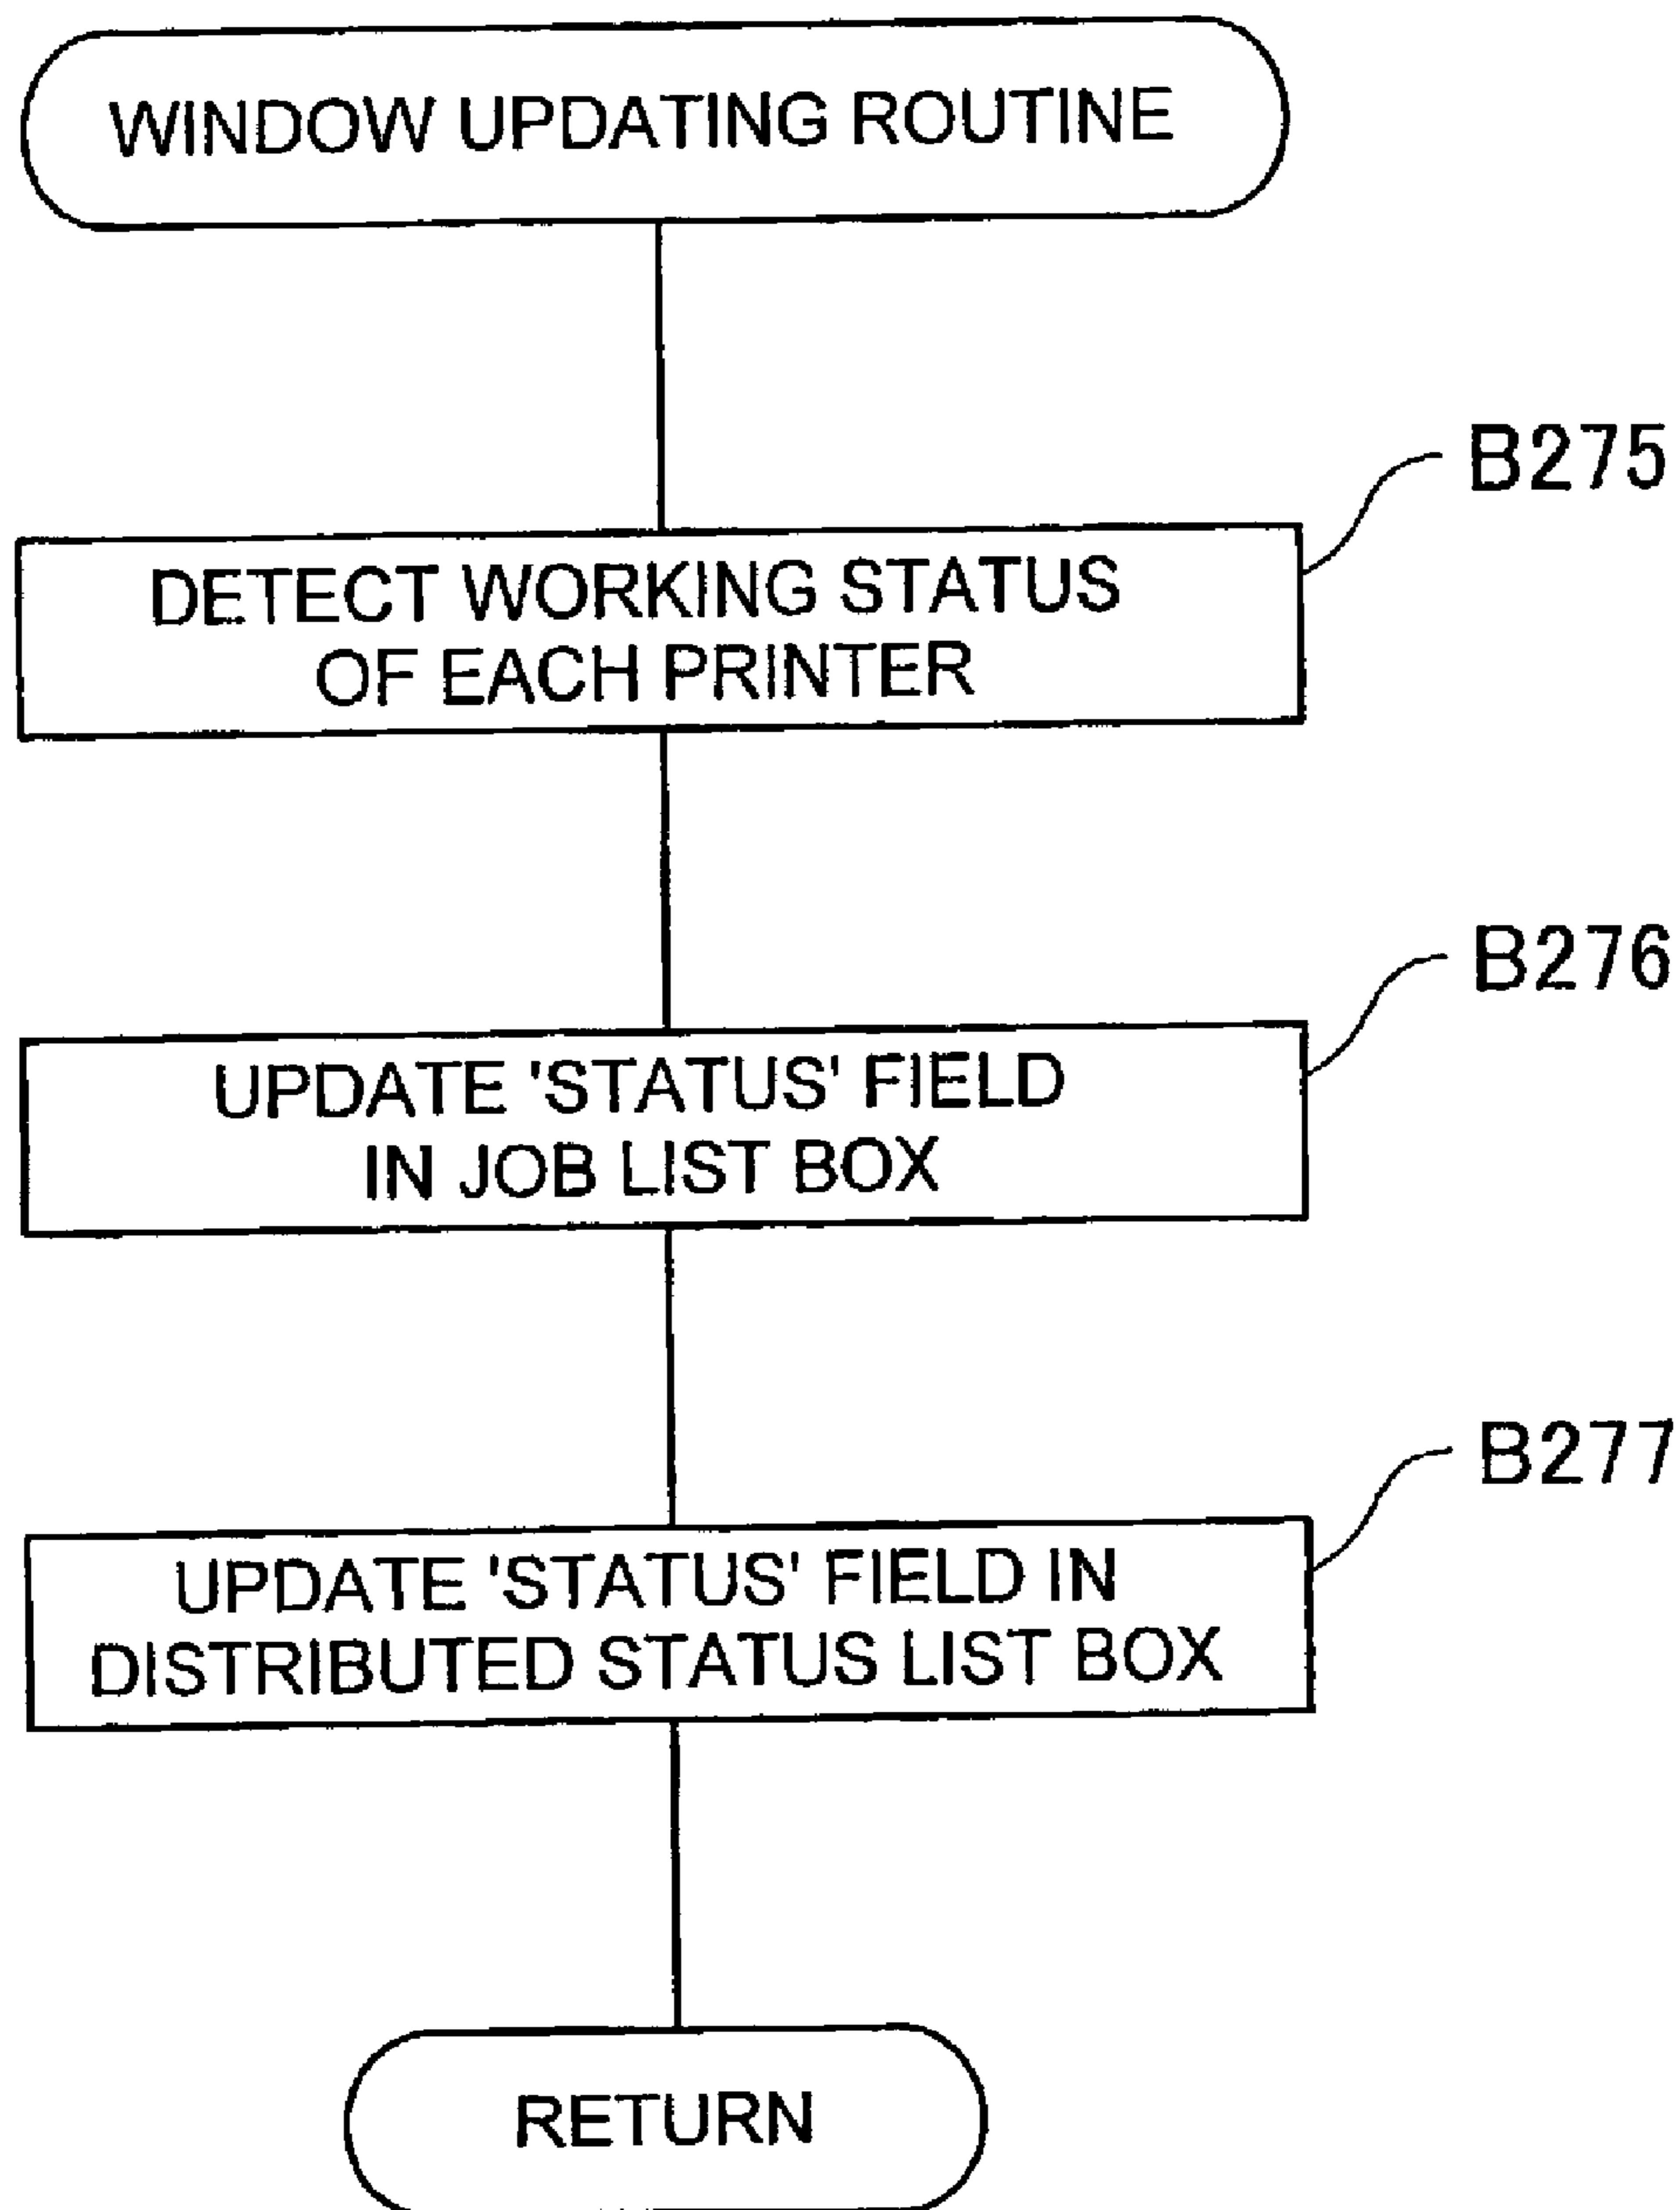 WINDOW UPDATING ROUTINE
B275
DETECT WORKING STATUS
OF EACH PRINTER
B276
UPDATE 'STATUS' FIELD
IN JOB LIST BOX
B277
UPDATE 'STATUS' FIELD IN
DISTRIBUTED STATUS LIST BOX
RETURN